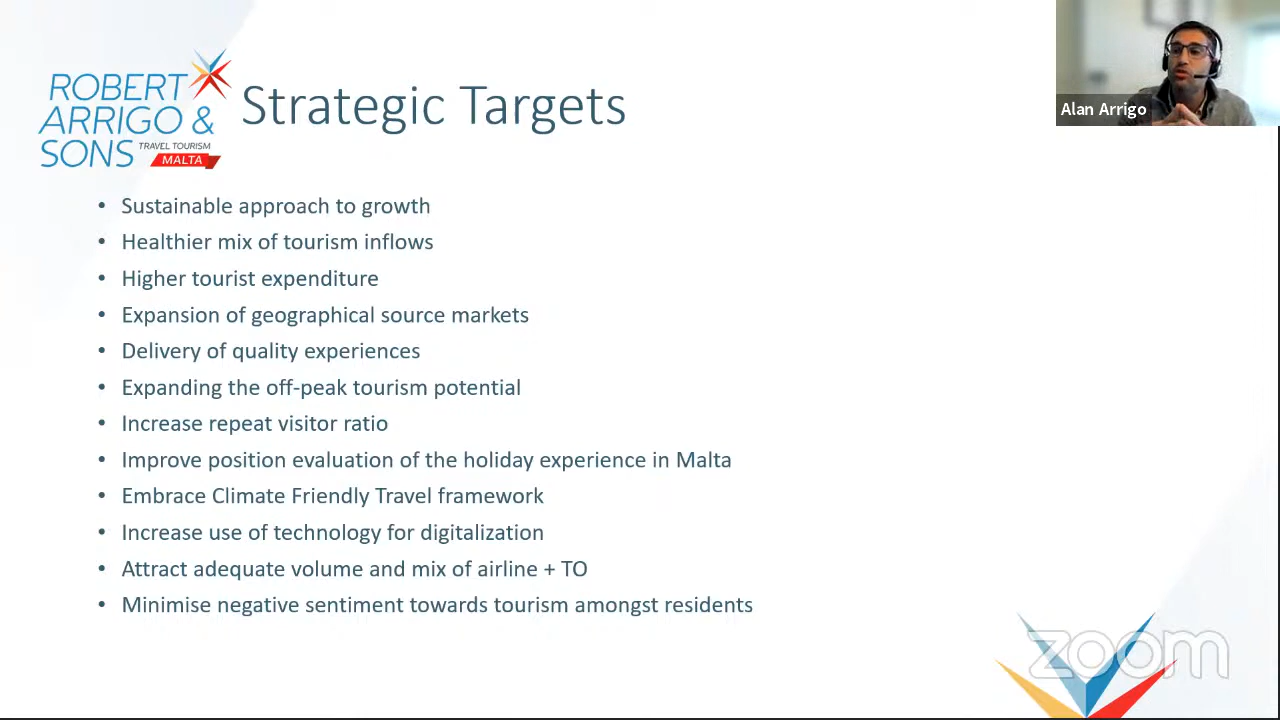 ROBERT
ARRIGO &
SONS
TRAVEL TOURISM
MALTA
Strategic Targets
Alan Arrigo
• Sustainable approach to growth
• Healthier mix of tourism inflows
• Higher tourist expenditure
• Expansion of geographical source markets
• Delivery of quality experiences
• Expanding the off-peak tourism potential
• Increase repeat visitor ratio
• Improve position evaluation of the holiday experience in Malta
• Embrace Climate Friendly Travel framework
• Increase use of technology for digitalization
• Attract adequate volume and mix of airline + TO
• Minimise negative sentiment towards tourism amongst residents
zoom